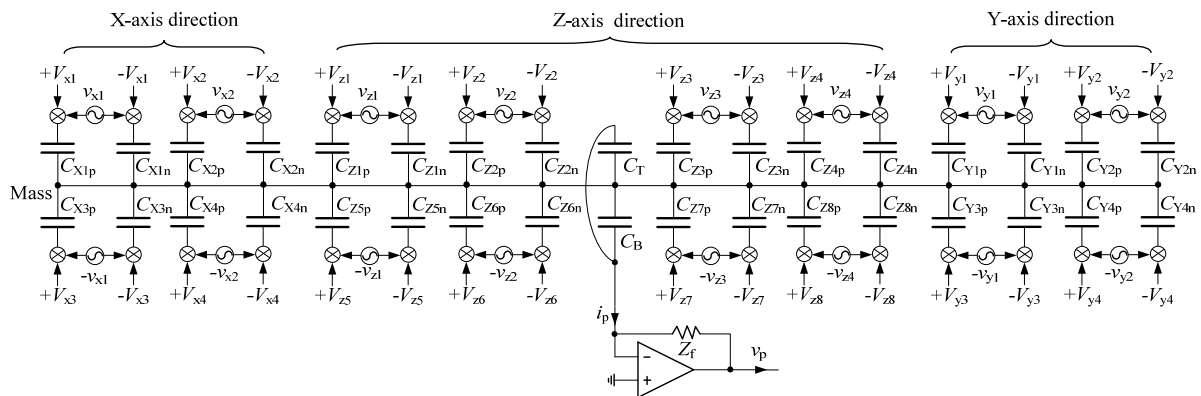 X-axis direction Z-axis direction Y-axis direction
+Vx1 -Vx1 +Vx2 -Vx2 +Vz1 -Vz1 +Vz2 -Vz2 +Vz3 -Vz3 +Vz4 -Vz4 +Vy1 -Vy1 +Vy2 -Vy2
vx1 vx2 vz1 vz2 vz3 vz4 vy1 vy2
CX1p CX1n CX2p CX2n CZ1p CZ1n CZ2p CZ2n CT CZ3p CZ3n CZ4p CZ4n CY1p CY1n CY2p CY2n
Mass
CX3p CX3n CX4p CX4n CZ5p CZ5n CZ6p CZ6n CB CZ7p CZ7n CZ8p CZ8n CY3p CY3n CY4p CY4n
-vx1 -vx2 -vz1 -vz2 -vz3 -vz4 -vy1 -vy2
+Vx3 -Vx3 +Vx4 -Vx4 +Vz5 -Vz5 +Vz6 -Vz6 +Vz7 -Vz7 +Vz8 -Vz8 +Vy3 -Vy3 +Vy4 -Vy4
ip
Zf
vp
-
+